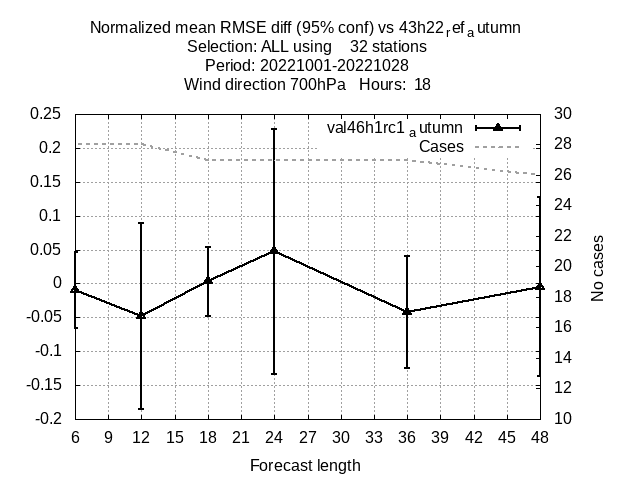 Normalized mean RMSE diff (95% conf) vs 43h22refautumn
Selection: ALL using 32 stations
Period: 20221001-20221028
Wind direction 700hPa Hours: 18
val46h1rc1autumn
Cases
0.25
0.2
0.15
0.1
0.05
0
-0.05
-0.1
-0.15
-0.2
30
28
26
24
22
20
18
16
14
12
10
No cases
6 9 12 15 18 21 24 27 30 33 36 39 42 45 48
Forecast length